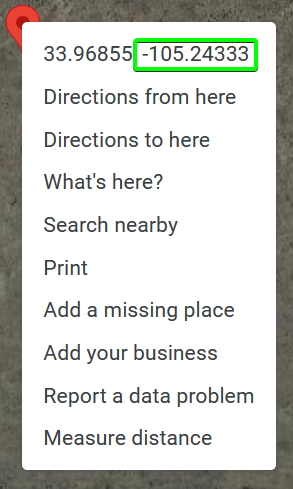 33.96855 -105.24333
Directions from here
Directions to here
What's here?
Search nearby
Print
Add a missing place
Add your business
Report a data problem
Measure distance